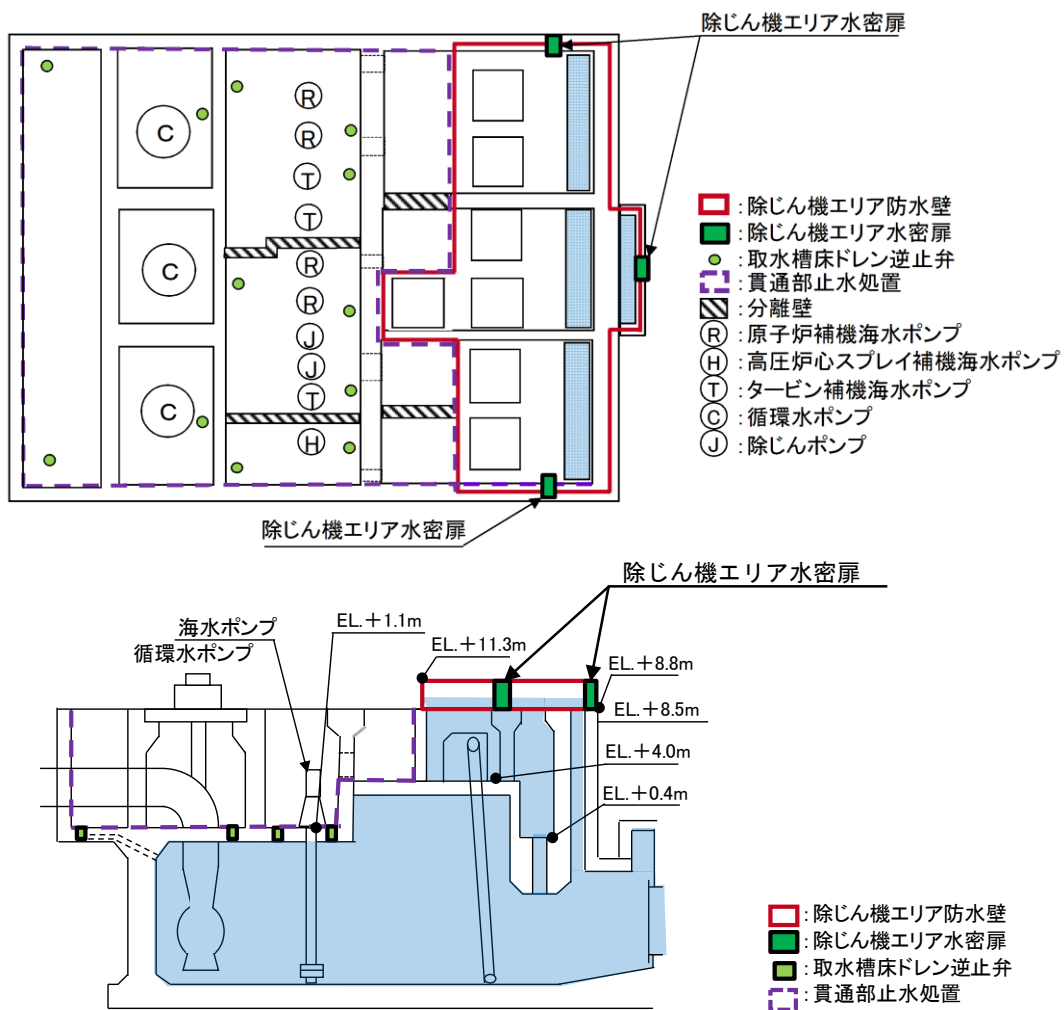 除じん機エリア水密扉
C
C
C
R
R
T
T
R
R
J
J
T
H
:除じん機エリア防水壁
:除じん機エリア水密扉
:取水槽床ドレン逆止弁
:貫通部止水処置
:分離壁
R:原子炉補機海水ポンプ
H:高圧炉心スプレイ補機海水ポンプ
T:タービン補機海水ポンプ
C:循環水ポンプ
J:除じんポンプ
除じん機エリア水密扉
除じん機エリア水密扉
海水ポンプ
循環水ポンプ
EL.+1.1m
EL.+11.3m
EL.+8.8m
EL.+8.5m
EL.+4.0m
EL.+0.4m
:除じん機エリア防水壁
:除じん機エリア水密扉
:取水槽床ドレン逆止弁
:貫通部止水処置